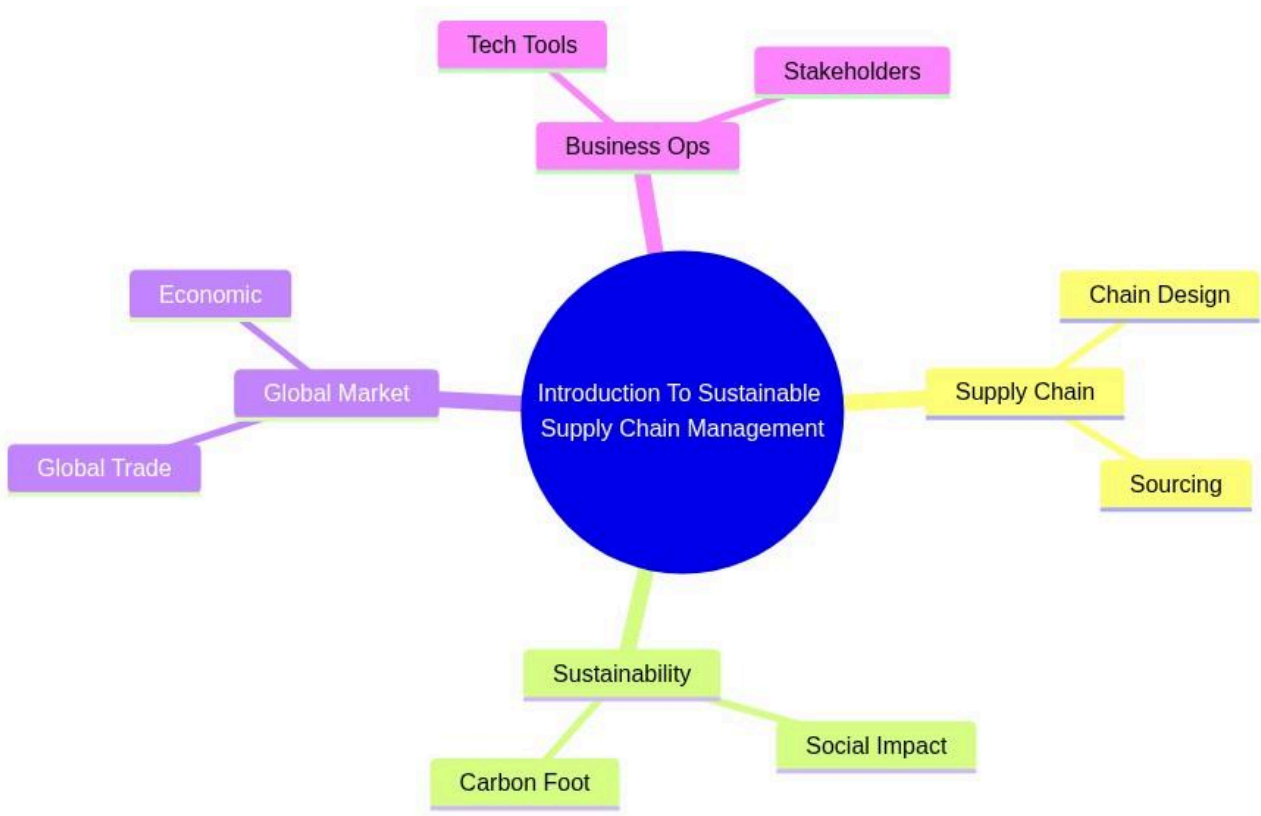 Tech Tools
Stakeholders
Business Ops
Economic
Chain Design
Global Market
Introduction To Sustainable
Supply Chain Management
Supply Chain
Global Trade
Sourcing
Sustainability
Social Impact
Carbon Foot